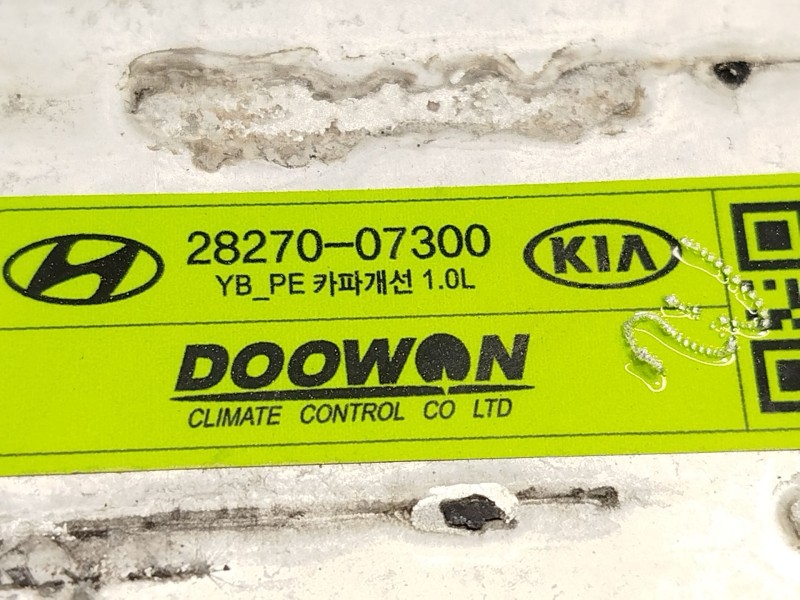 28270-07300
KIA
YB_PE 카파개선 1.0L
DOOWON
CLIMATE CONTROL CO LTD